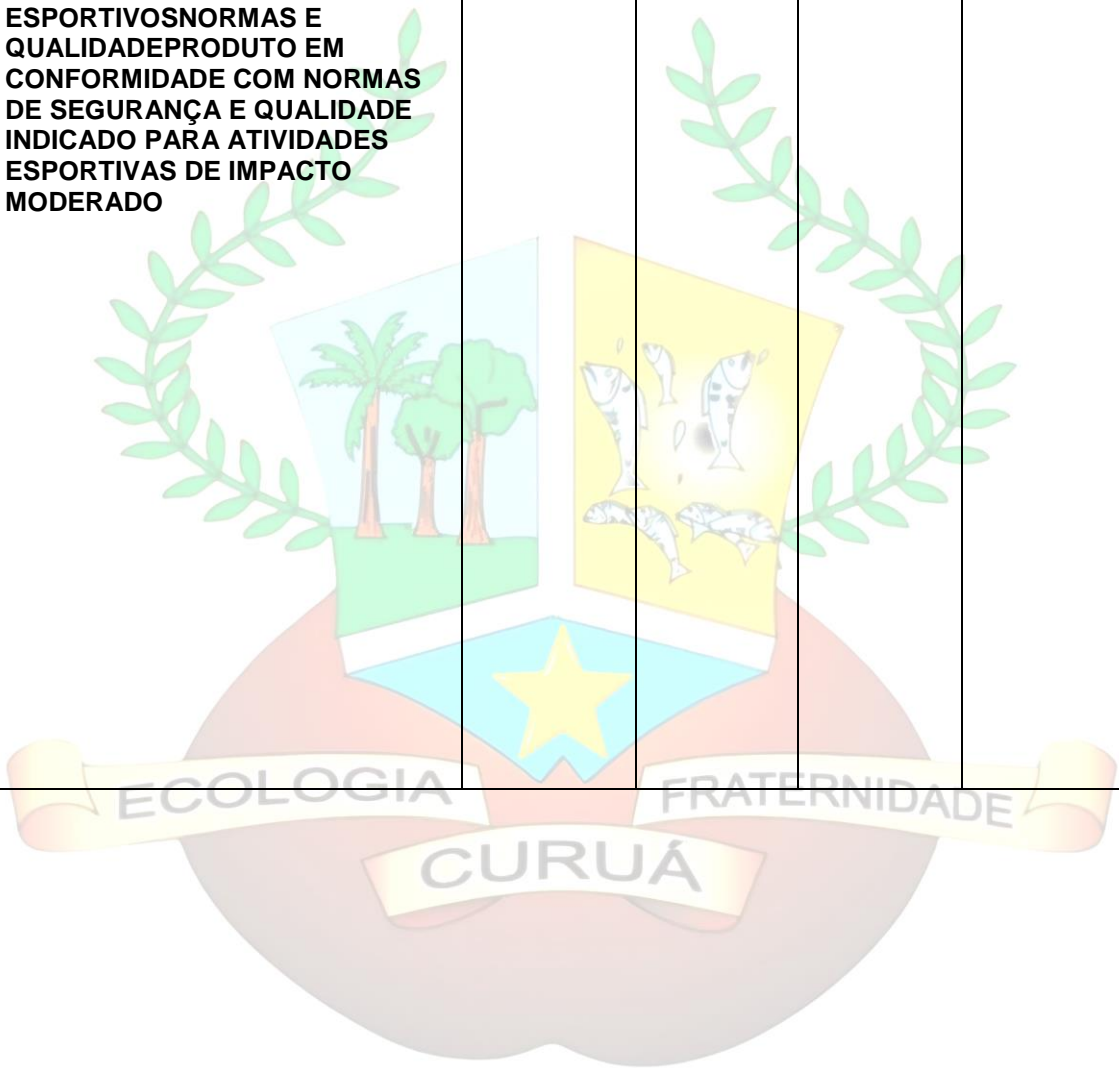 ESPORTIVOSNORMAS E
QUALIDADEPRODUTO EM
CONFORMIDADE COM NORMAS
DE SEGURANÇA E QUALIDADE
INDICADO PARA ATIVIDADES
ESPORTIVAS DE IMPACTO
MODERADO
ECOLOGIA
FRATERNIDADE
CURUÁ